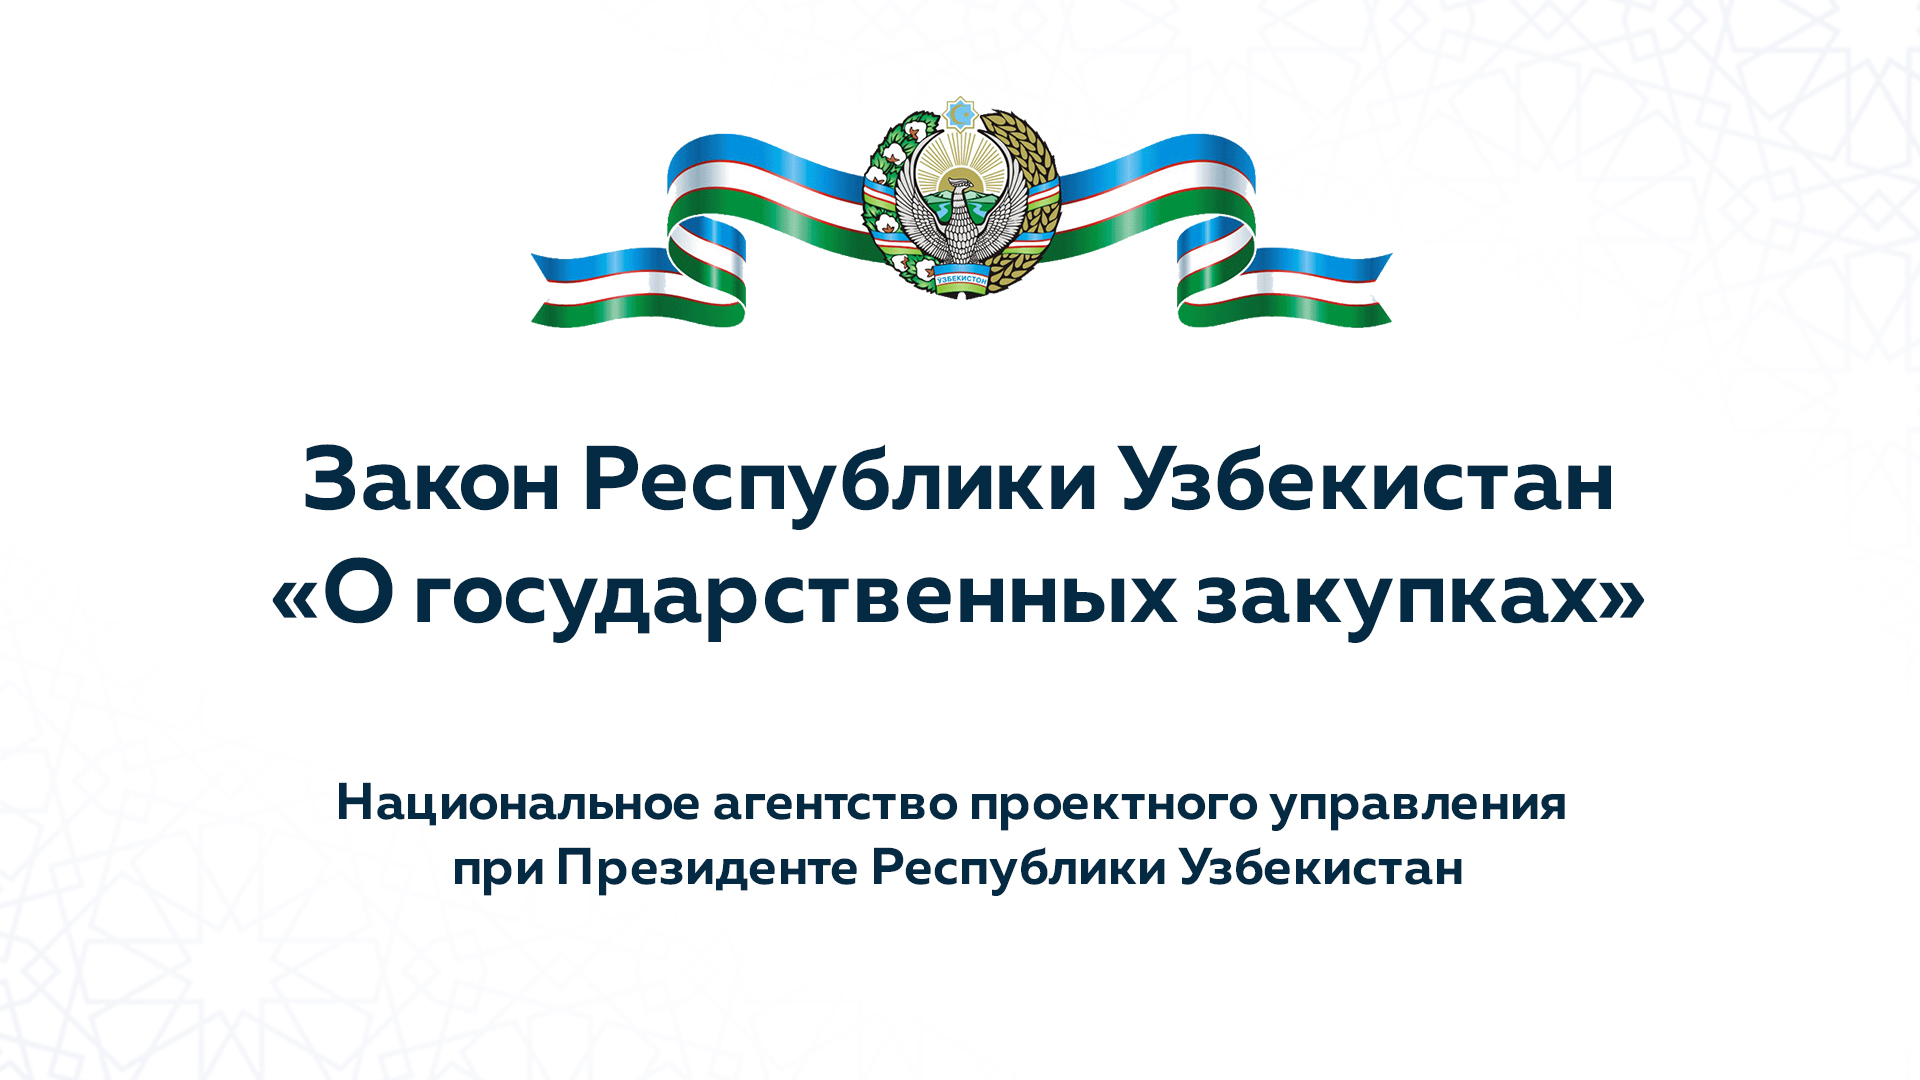 ЎЗБЕКИСТОН
Закон Республики Узбекистан
«О государственных закупках»
Национальное агентство проектного управления
при Президенте Республики Узбекистан